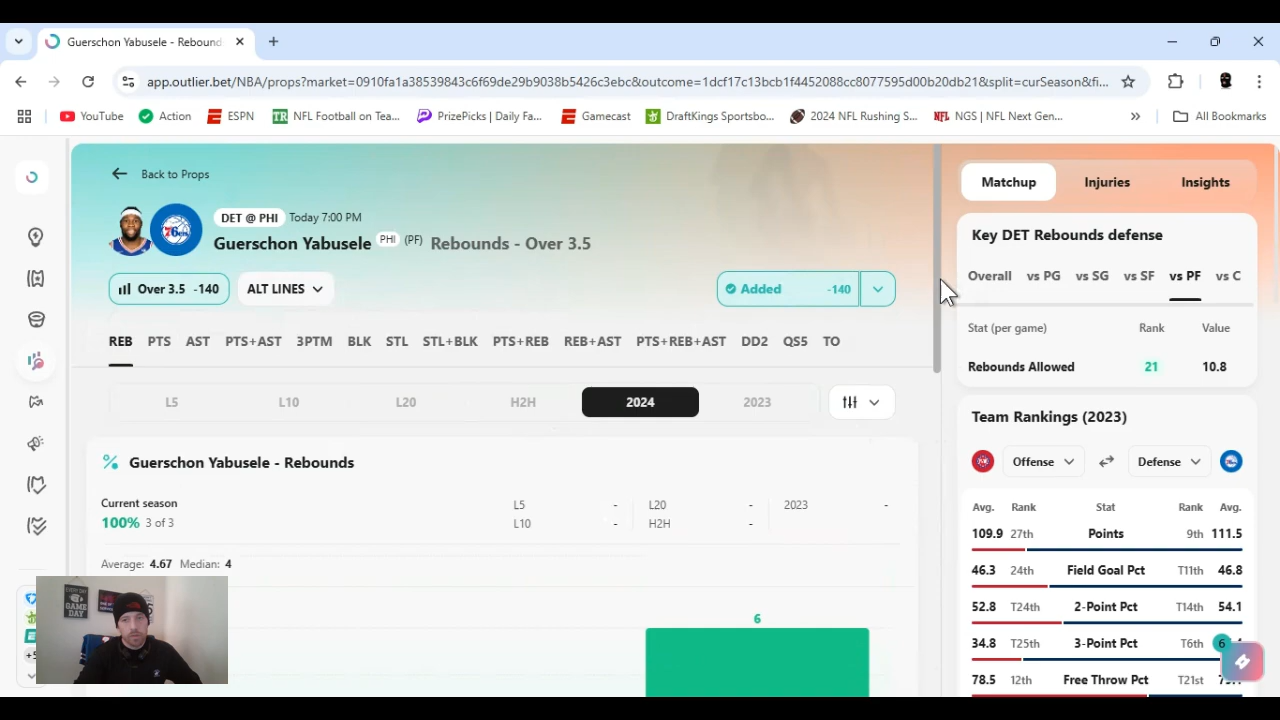 Guerschon Yabusele - Rebound
app.outlier.bet/NBA/props?market=0910fa1a38539843c6f69de29b9038b5426c3ebc&outcome=1dcf17c13bcb1f4452088cc8077595d00b20db21&split=curSeason&fi...
YouTube Action ESPN NFL Football on Tea... PrizePicks | Daily Fa... Gamecast DraftKings Sportsbo... 2024 NFL Rushing S... NFL NGS | NFL Next Gen... All Bookmarks
Back to Props
DET @ PHI Today 7:00 PM
Guerschon Yabusele PHI (PF) Rebounds - Over 3.5
Over 3.5 -140 ALT LINES Added -140
REB PTS AST PTS+AST 3PTM BLK STL STL+BLK PTS+REB REB+AST PTS+REB+AST DD2 QS5 TO
L5 L10 L20 H2H 2024 2023
Guerschon Yabusele - Rebounds
Current season
100% 3 of 3
L5 - L20 - 2023 -
L10 - H2H -
Average: 4.67 Median: 4
6
Matchup Injuries Insights
Key DET Rebounds defense
Overall vs PG vs SG vs SF vs PF vs C
Stat (per game) Rank Value
Rebounds Allowed 21 10.8
Team Rankings (2023)
Offense Defense
Avg. Rank Stat Rank Avg.
109.9 27th Points 9th 111.5
46.3 24th Field Goal Pct T11th 46.8
52.8 T24th 2-Point Pct T14th 54.1
34.8 T25th 3-Point Pct T6th
78.5 12th Free Throw Pct T21st
EVERY DAY
GAME
DAY